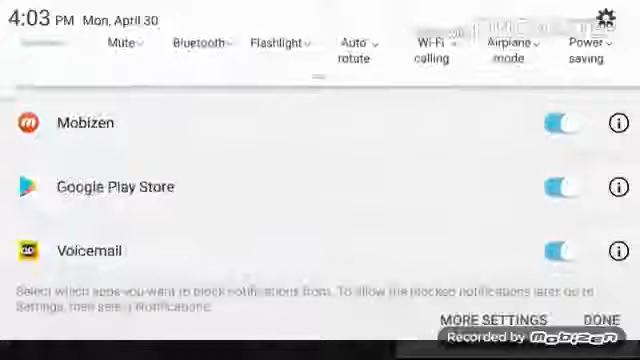 4:03 PM Mon, April 30
Mute Bluetooth Flashlight Auto rotate Wi-Fi calling Airplane mode Power saving
Mobizen
Google Play Store
Voicemail
Select which apps you want to block notifications from. To allow the blocked notifications later, go to
Settings, then select Notifications.
MORE SETTINGS DONE
Recorded by mobizen